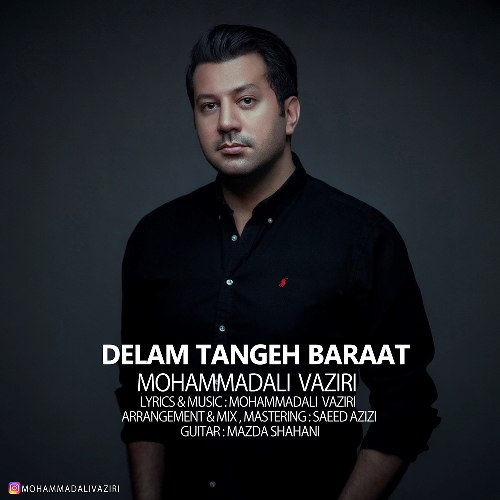 DELAM TANGEH BARAAT
MOHAMMADALI VAZIRI
LYRICS & MUSIC : MOHAMMADALI VAZIRI
ARRANGEMENT & MIX , MASTERING : SAEED AZIZI
GUITAR : MAZDA SHAHANI
MOHAMMADALIVAZIRI